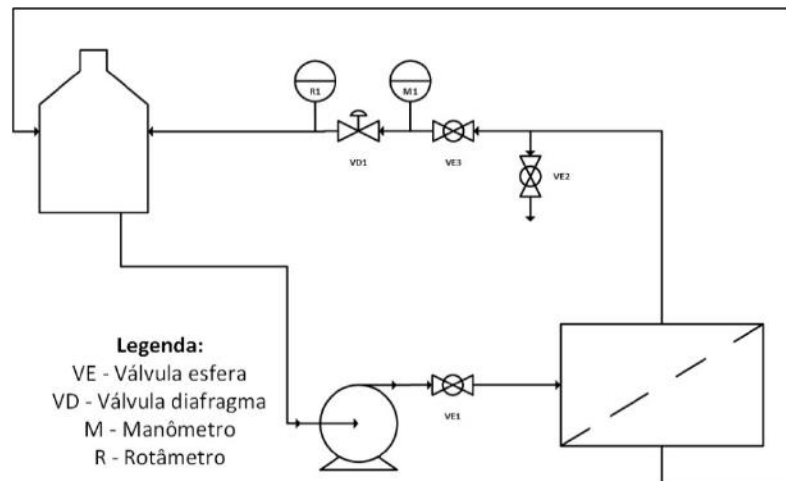 R1
M1
VD1
VE3
VE2
Legenda:
VE - Válvula esfera
VD - Válvula diafragma
M - Manômetro
R - Rotâmetro
VE1